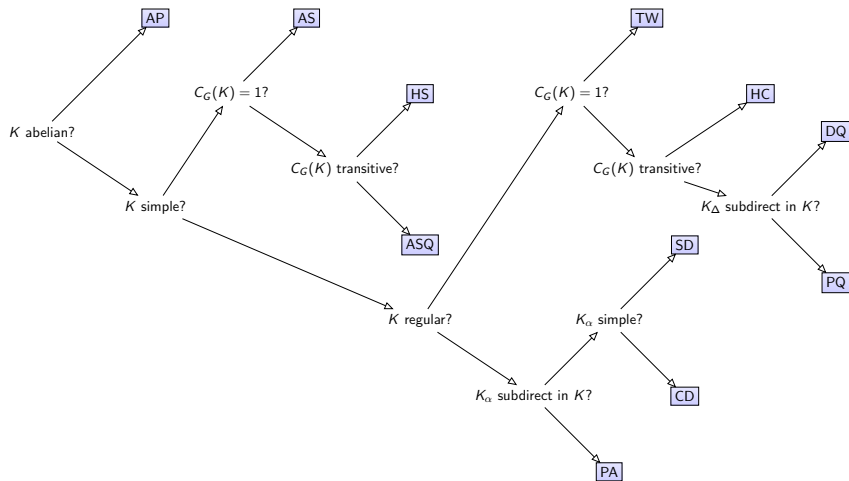 AP
AS
TW
C_G(K) = 1?
HS
C_G(K) = 1?
HC
K abelian?
DQ
C_G(K) transitive?
C_G(K) transitive?
K simple?
K_Δ subdirect in K?
ASQ
SD
PQ
K regular?
K_α simple?
K_α subdirect in K?
CD
PA